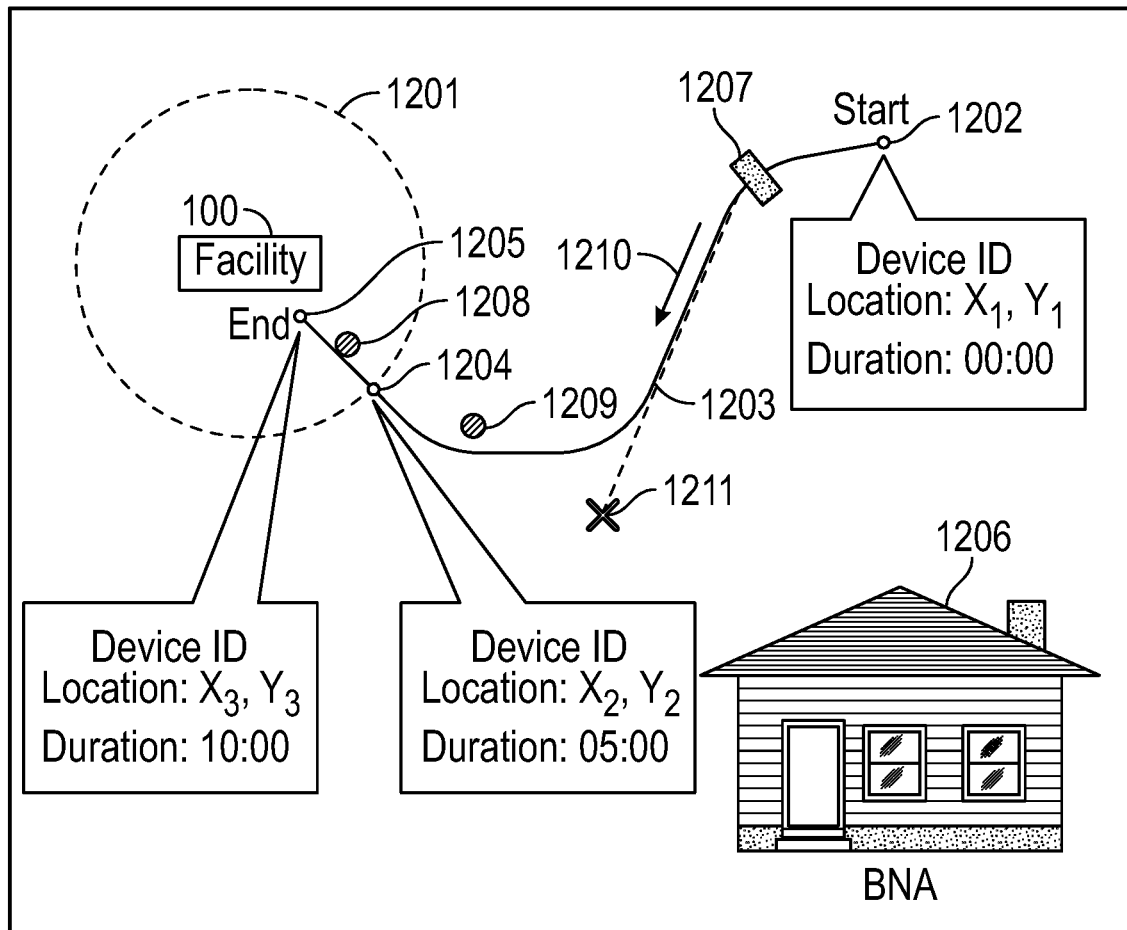 1201
1207
Start
1202
100
Facility
1205
1210
Device ID
Location: X1, Y1
Duration: 00:00
1208
End
1204
1209
1203
1211
1206
Device ID
Location: X3, Y3
Duration: 10:00
Device ID
Location: X2, Y2
Duration: 05:00
BNA